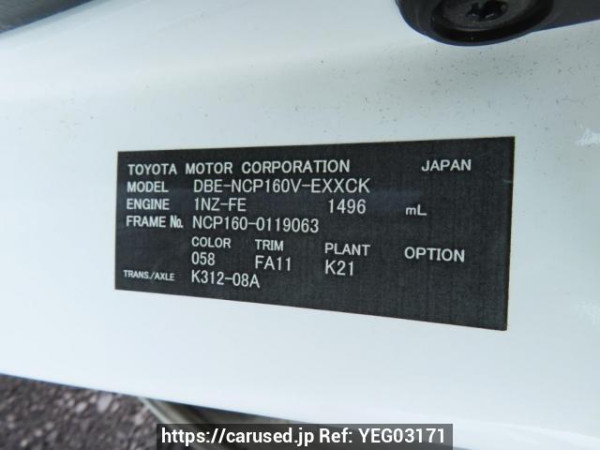 TOYOTA MOTOR CORPORATION JAPAN
MODEL DBE-NCP160V-EXXCK
ENGINE 1NZ-FE 1496 mL
FRAME No. NCP160-0119063
COLOR TRIM PLANT OPTION
058 FA11 K21
TRANS./AXLE K312-08A
https://carused.jp Ref: YEG03171